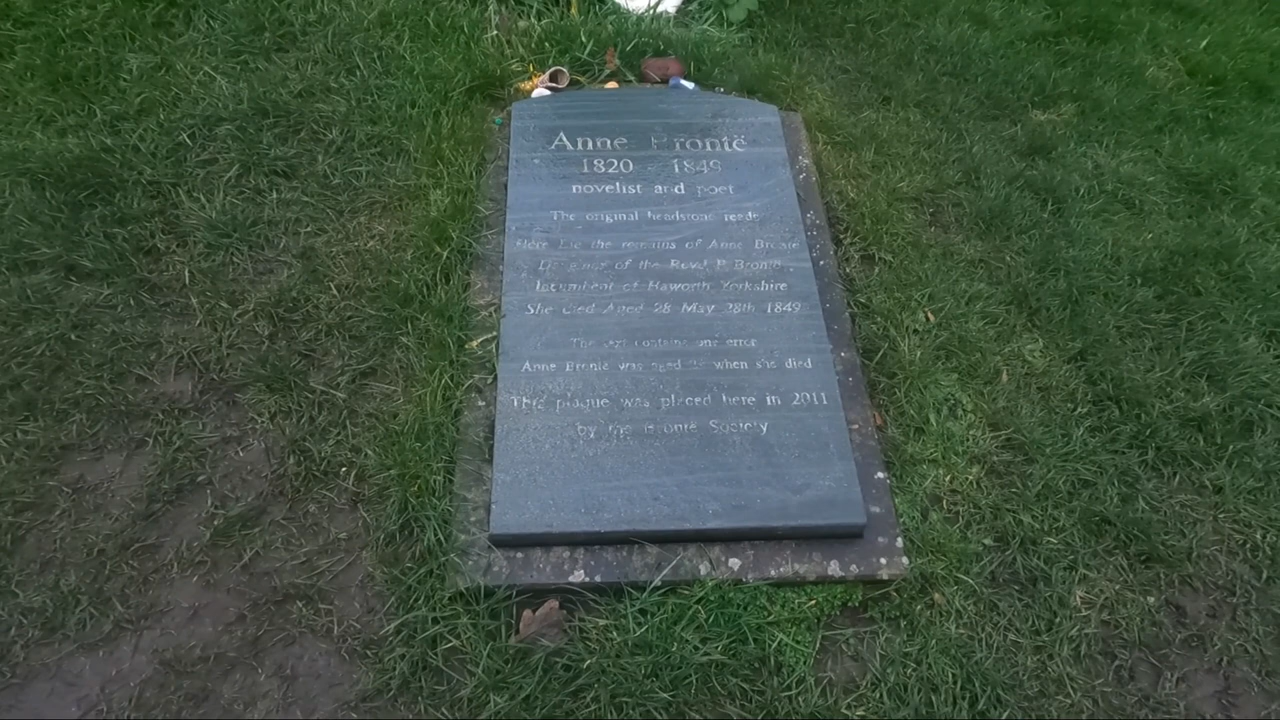 Anne Brontë
1820 - 1849
novelist and poet
The original headstone reads
Here Lie the remains of Anne Brontë
Daughter of the Revd P Brontë
Incumbent of Haworth Yorkshire
She died Aged 28 May 28th 1849
The text contains one error
Anne Brontë was aged when she died
This plaque was placed here in 2011
by the Brontë Society